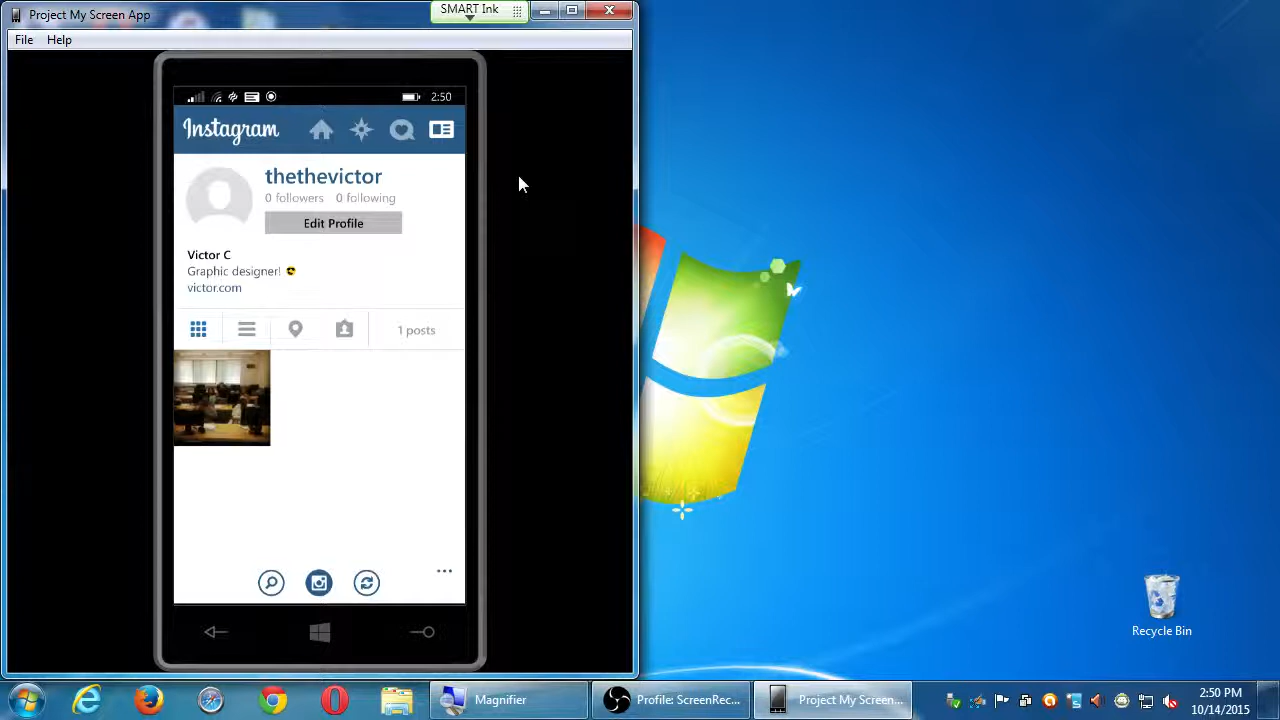 Project My Screen App
SMART Ink
File Help
2:50
Instagram
thethevictor
0 followers 0 following
Edit Profile
Victor C
Graphic designer! 😎
victor.com
1 posts
Recycle Bin
Magnifier
Profile: ScreenRec...
Project My Screen...
2:50 PM
10/14/2015